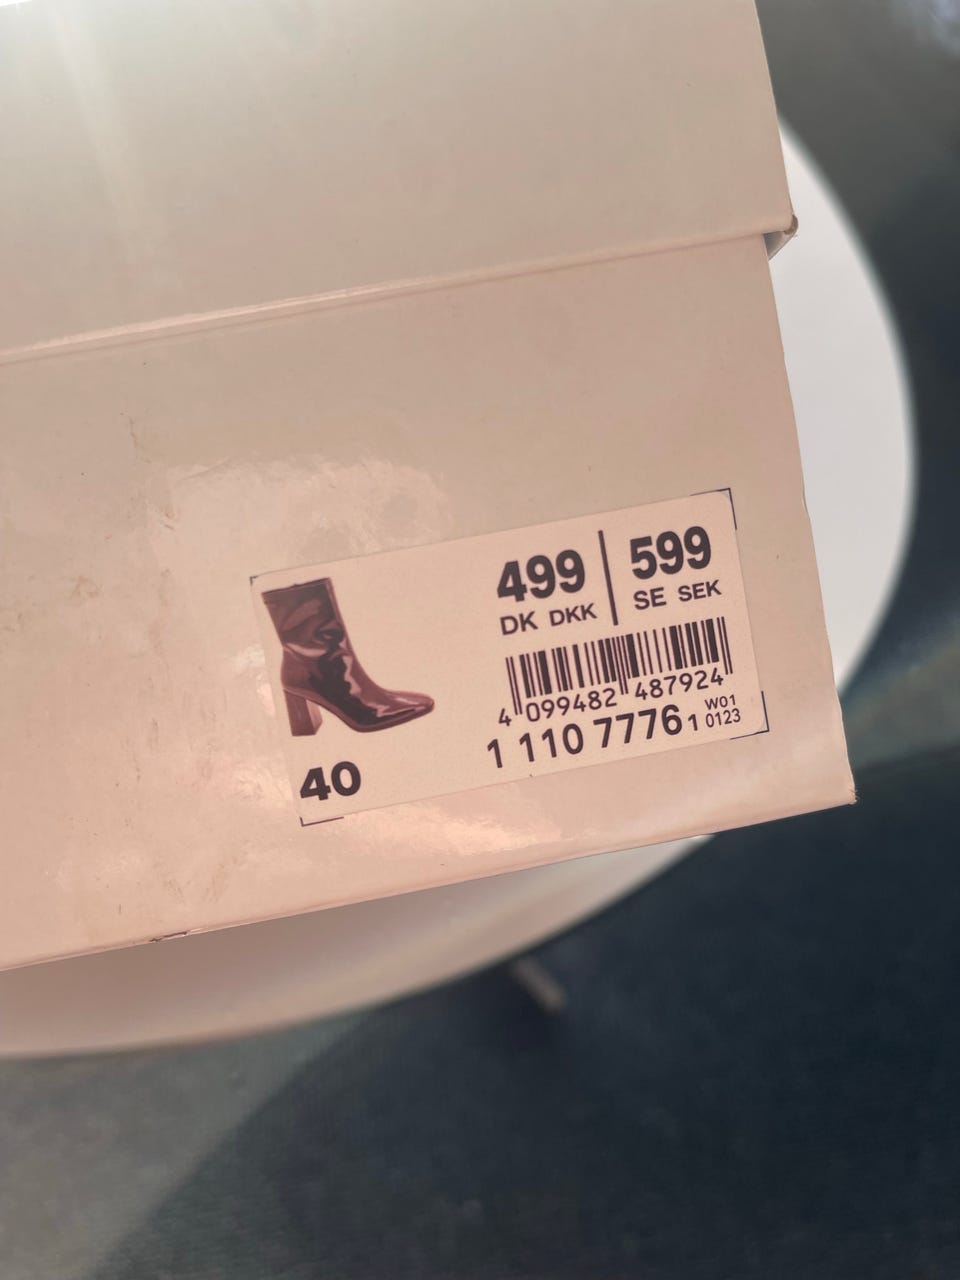 499 | 599
DK DKK SE SEK
4 099482 487924
1 110 7776 1 W01 0123
40